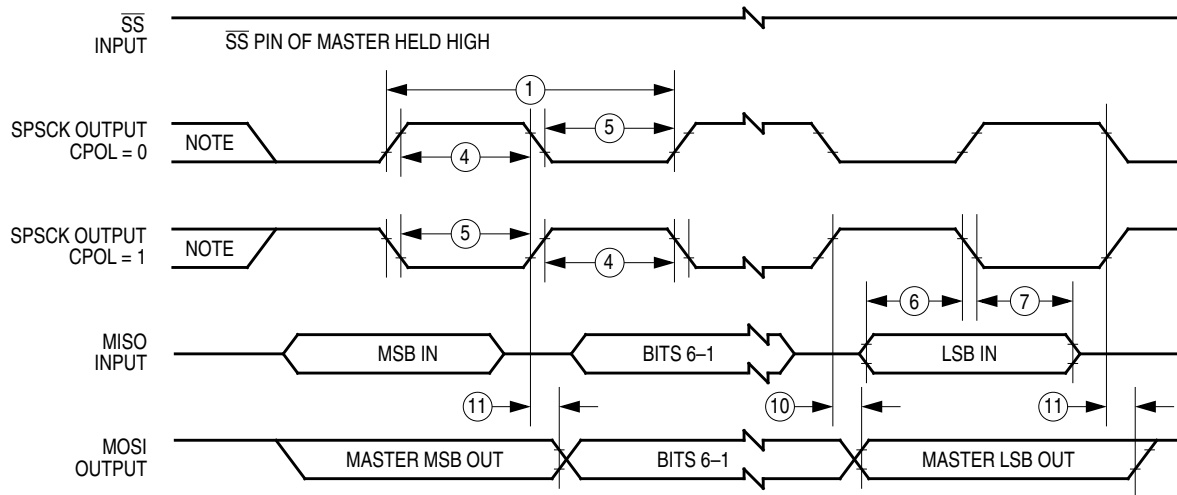 SS
INPUT
SS PIN OF MASTER HELD HIGH
1
SPSCK OUTPUT
CPOL = 0
NOTE
5
4
SPSCK OUTPUT
CPOL = 1
NOTE
5
4
6
7
MISO
INPUT
MSB IN
BITS 6–1
LSB IN
11
10
11
MOSI
OUTPUT
MASTER MSB OUT
BITS 6–1
MASTER LSB OUT